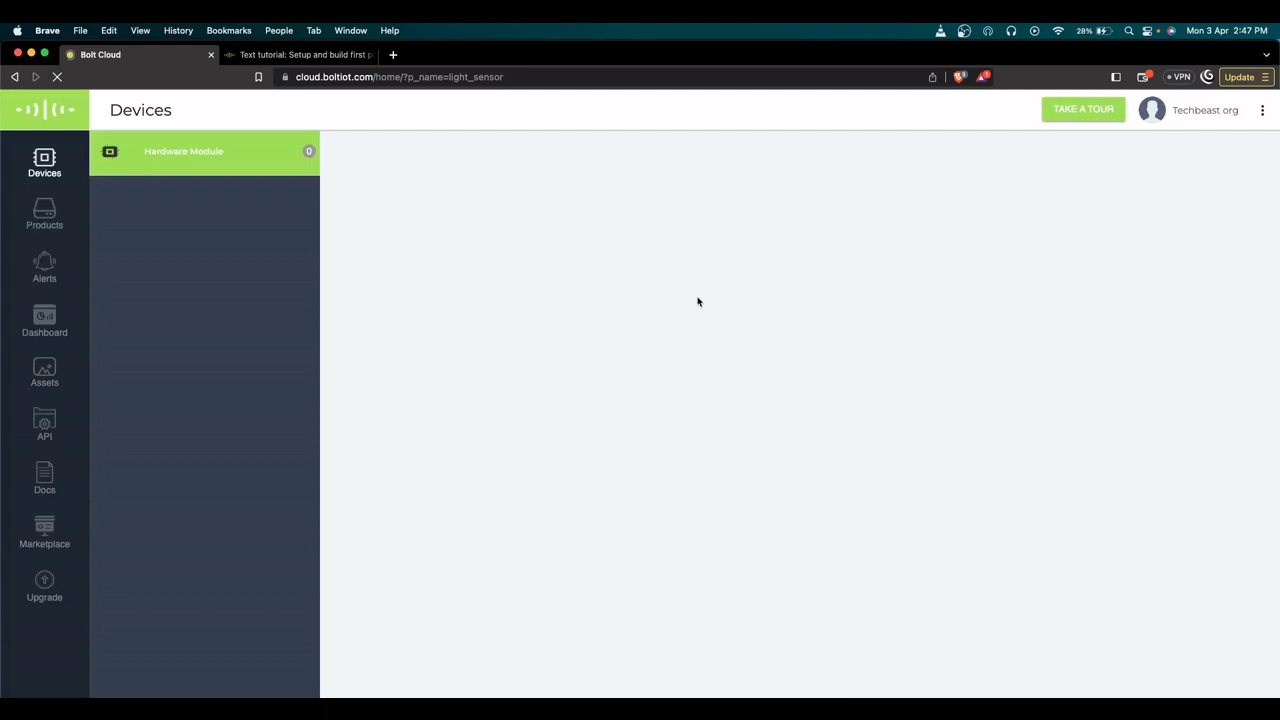 Brave File Edit View History Bookmarks People Tab Window Help 28% Mon 3 Apr 2:47 PM
Bolt Cloud Text tutorial: Setup and build first p
cloud.boltiot.com/home/?p_name=light_sensor VPN Update
Devices TAKE A TOUR Techbeast org
Hardware Module 0
Devices
Products
Alerts
Dashboard
Assets
API
Docs
Marketplace
Upgrade